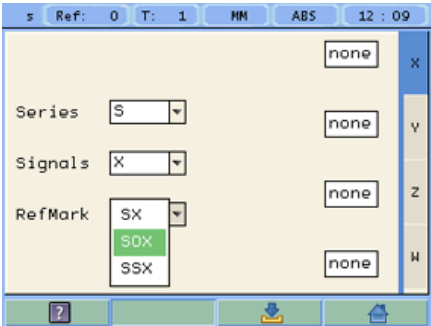 s Ref: 0 T: 1 MM ABS 12 : 09
none X
Series S none Y
Signals X
none Z
RefMark SX
SOX
SSX
none W
?